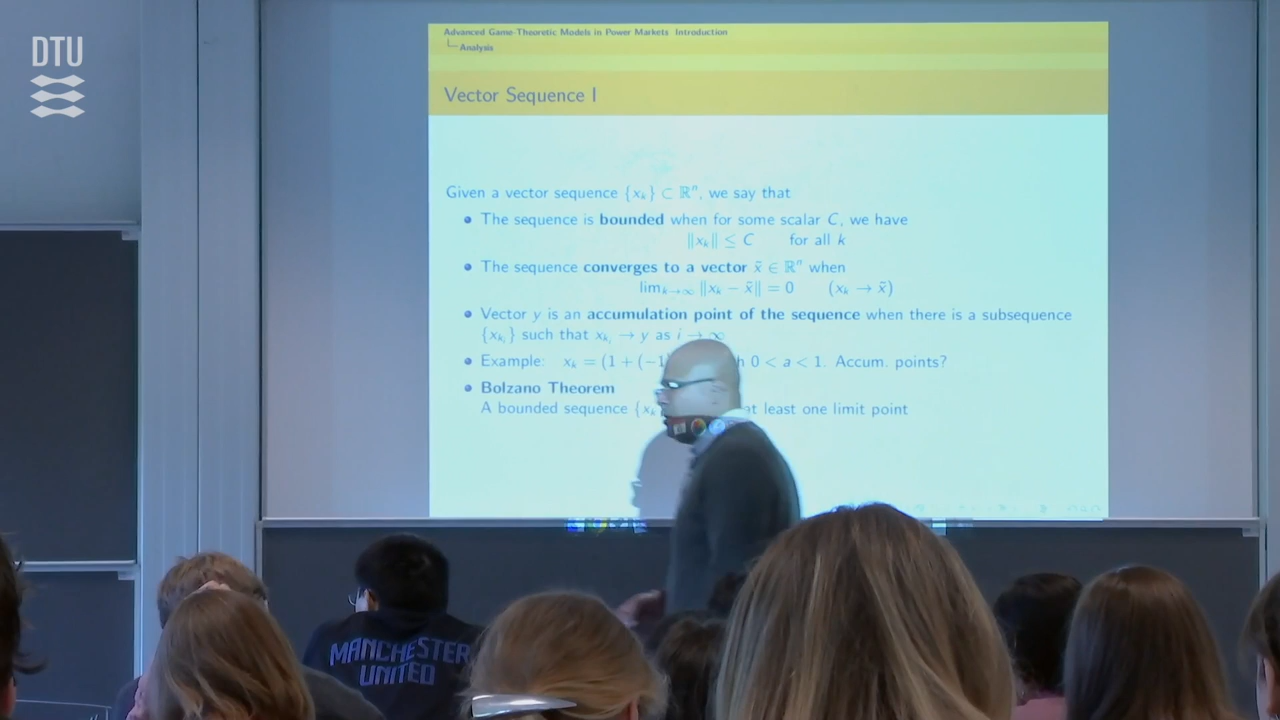 DTU
Advanced Game-Theoretic Models in Power Markets Introduction
Analysis
Vector Sequence I
Given a vector sequence {x_k} ⊂ ℝⁿ, we say that
• The sequence is bounded when for some scalar C, we have
‖x_k‖ ≤ C for all k
• The sequence converges to a vector x̃ ∈ ℝⁿ when
lim_{k→∞} ‖x_k − x̃‖ = 0 (x_k → x̃)
• Vector y is an accumulation point of the sequence when there is a subsequence
{x_{k_i}} such that x_{k_i} → y as i → ∞
• Example: x_k = (1 + (−1) 0 < a < 1. Accum. points?
• Bolzano Theorem
A bounded sequence {x_k at least one limit point
MANCHESTER
UNITED